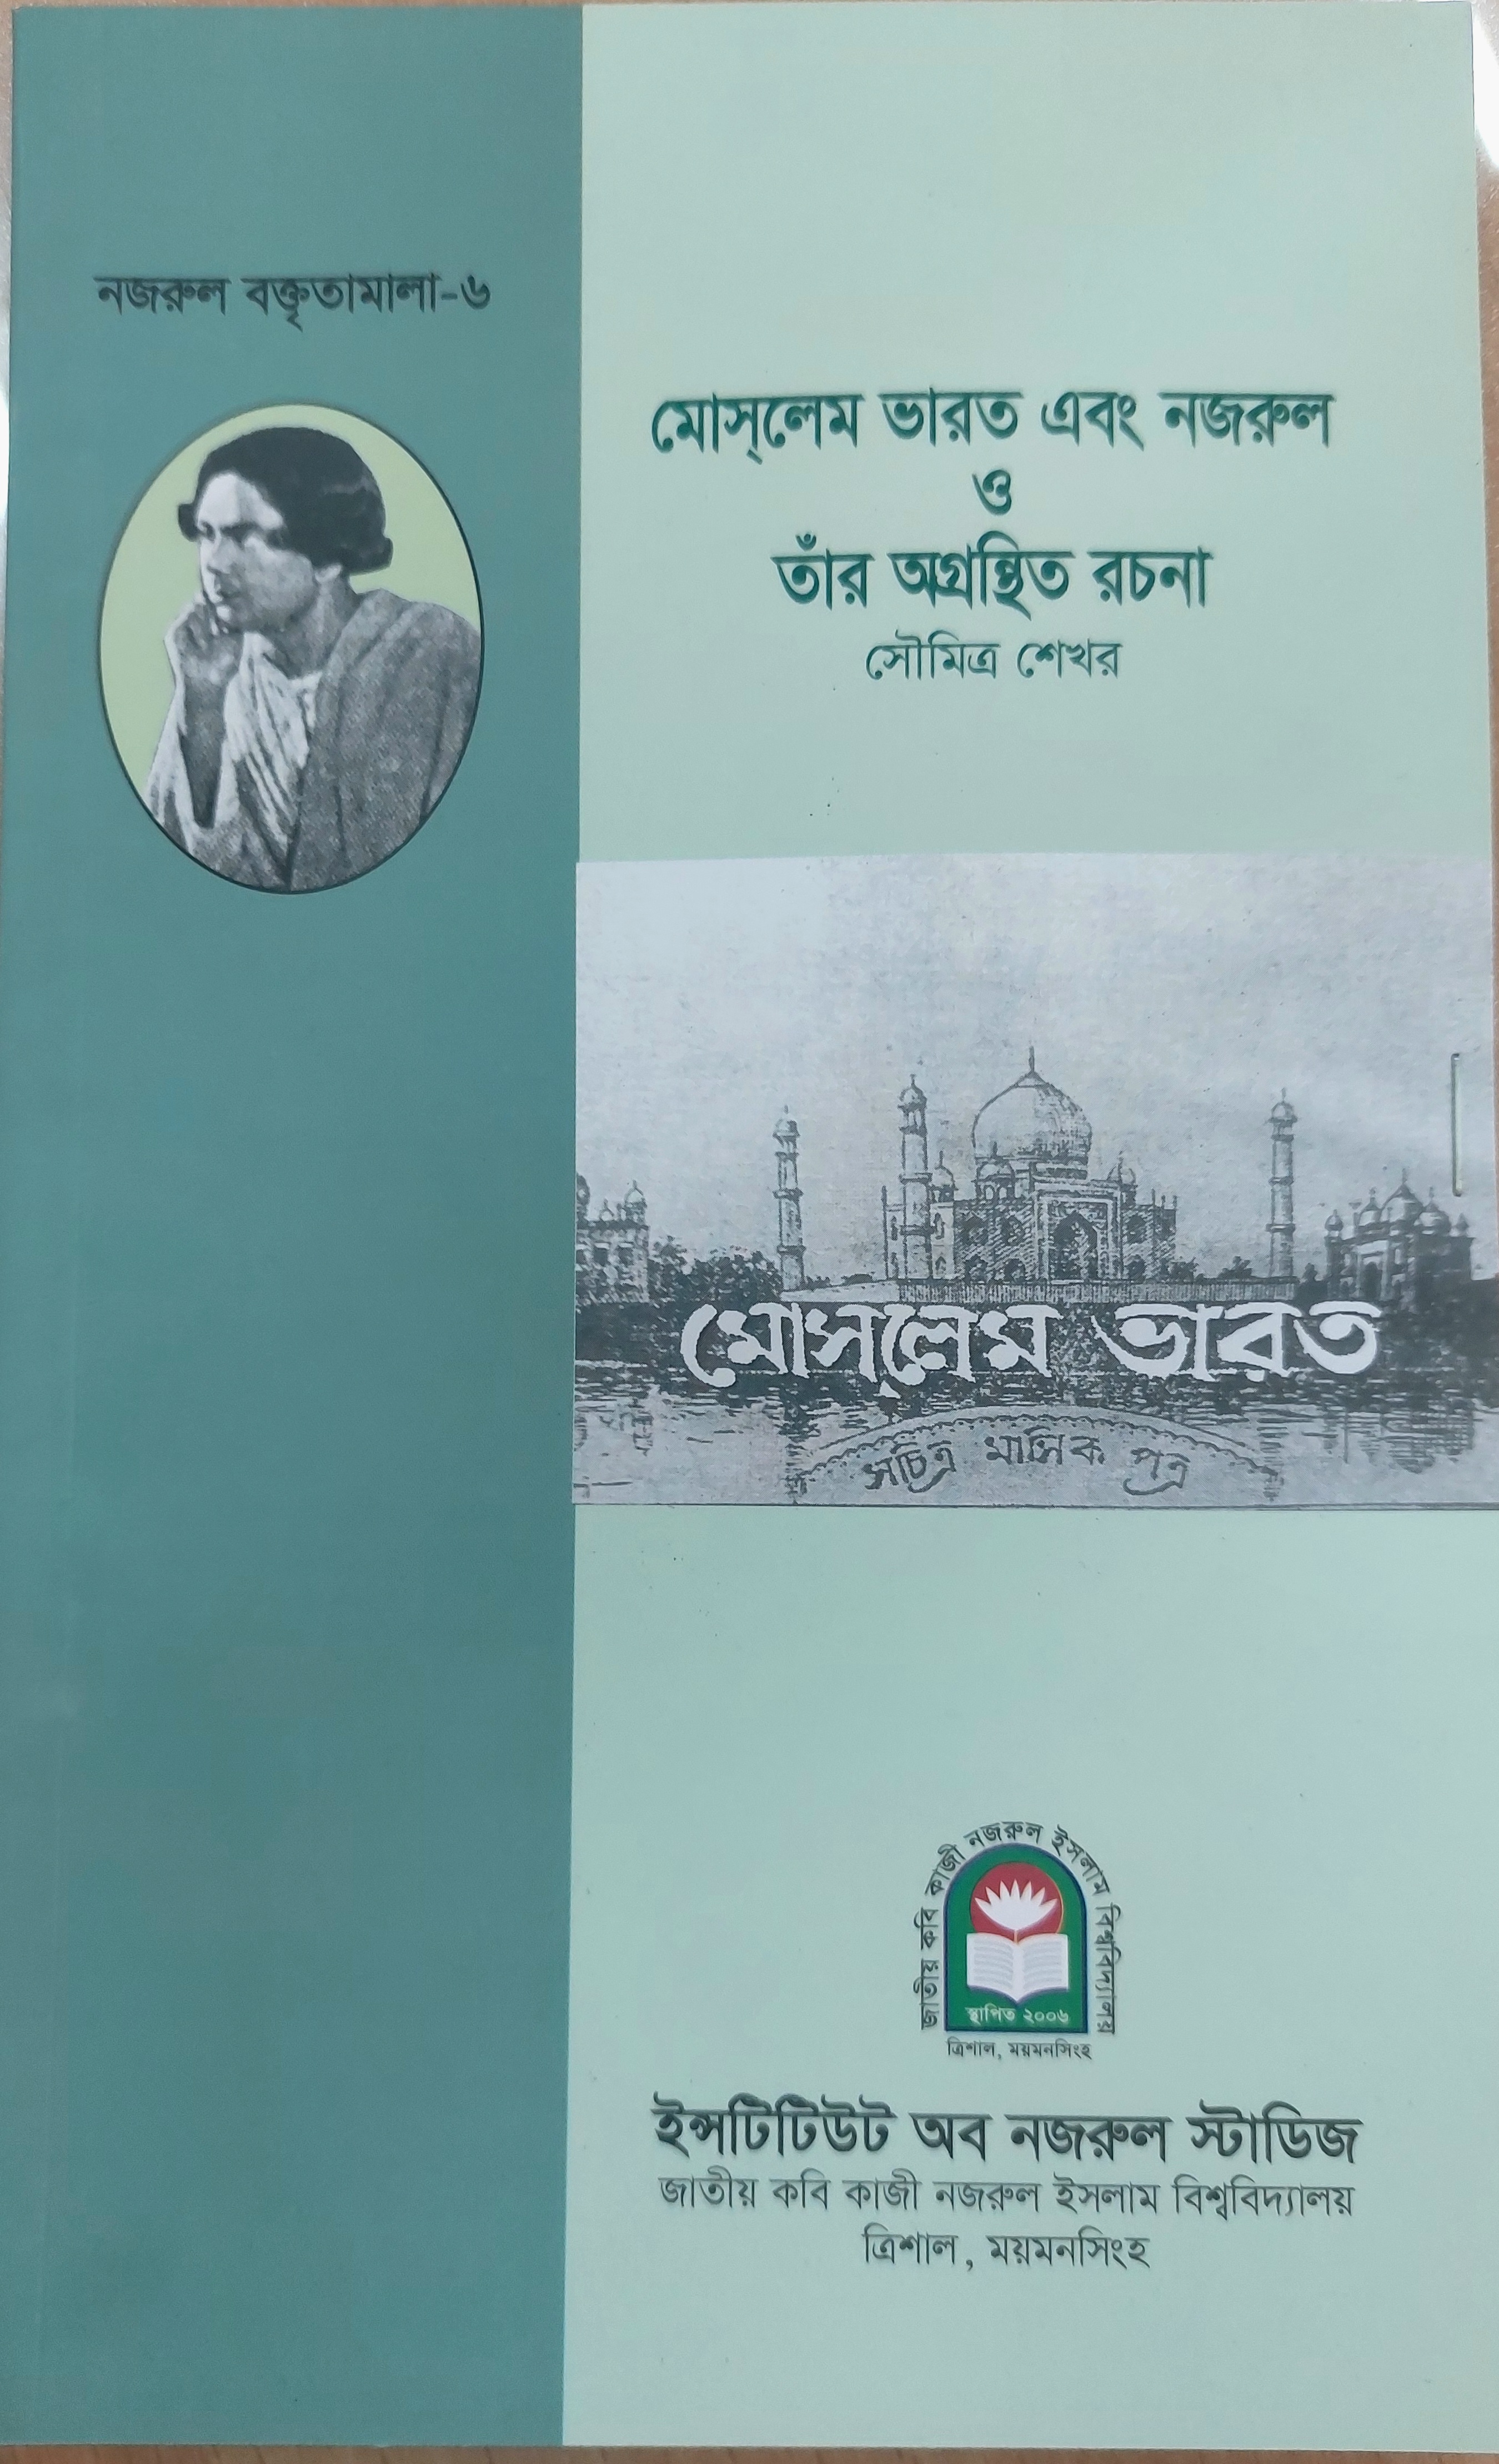 নজরুল বক্তৃতামালা-৬
মোস্‌লেম ভারত এবং নজরুল
ও
তাঁর অগ্রন্থিত রচনা
সৌমিত্র শেখর
মোস্‌লেম ভারত
সচিত্র মাসিক পত্র
জাতীয় কবি কাজী নজরুল ইসলাম বিশ্ববিদ্যালয়
স্থাপিত ২০০৬
ত্রিশাল, ময়মনসিংহ
ইন্সটিটিউট অব নজরুল স্টাডিজ
জাতীয় কবি কাজী নজরুল ইসলাম বিশ্ববিদ্যালয়
ত্রিশাল, ময়মনসিংহ